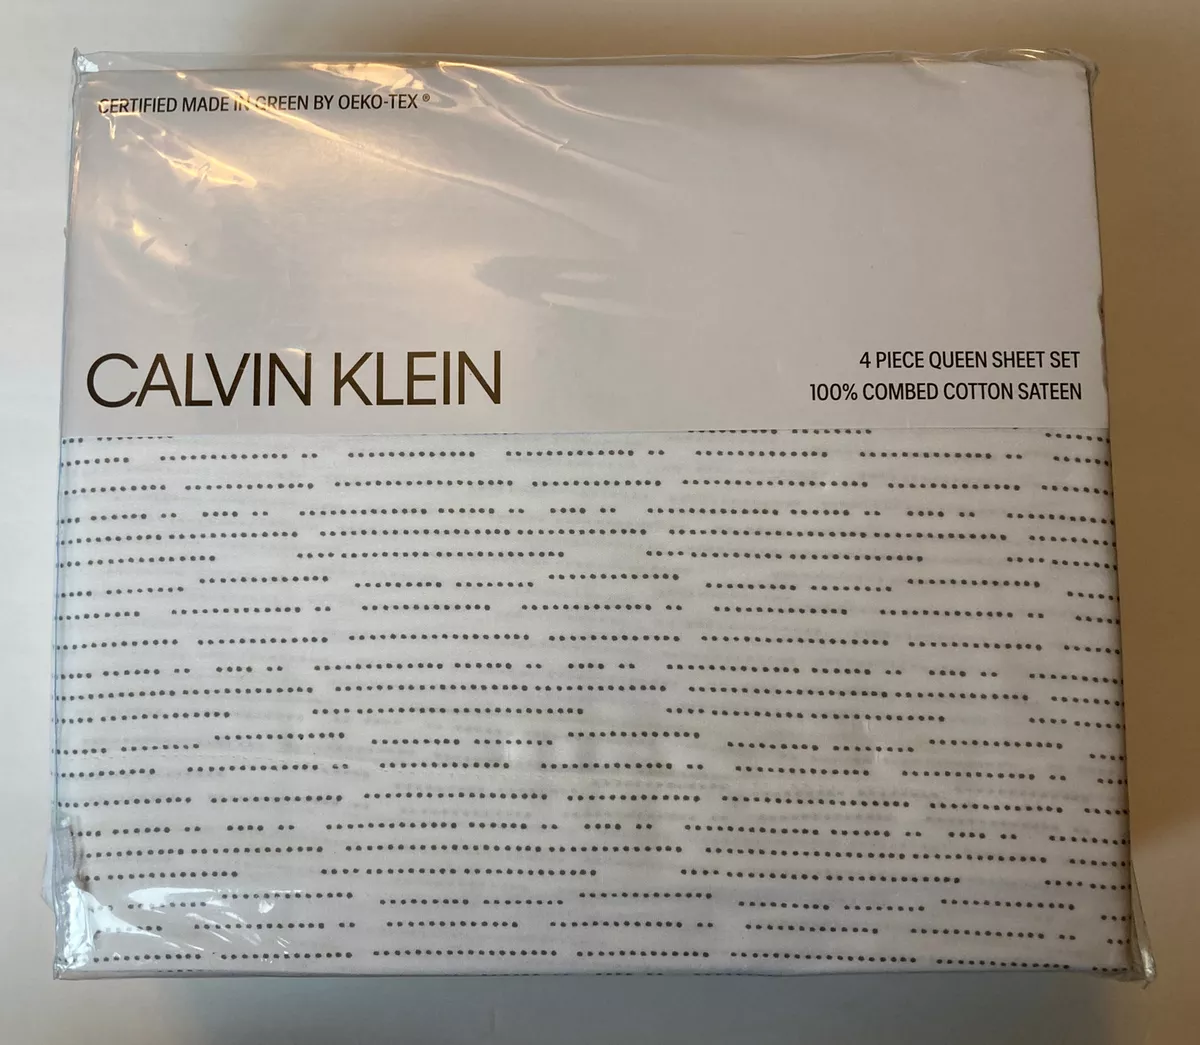 CERTIFIED MADE IN GREEN BY OEKO-TEX ®
CALVIN KLEIN
4 PIECE QUEEN SHEET SET
100% COMBED COTTON SATEEN